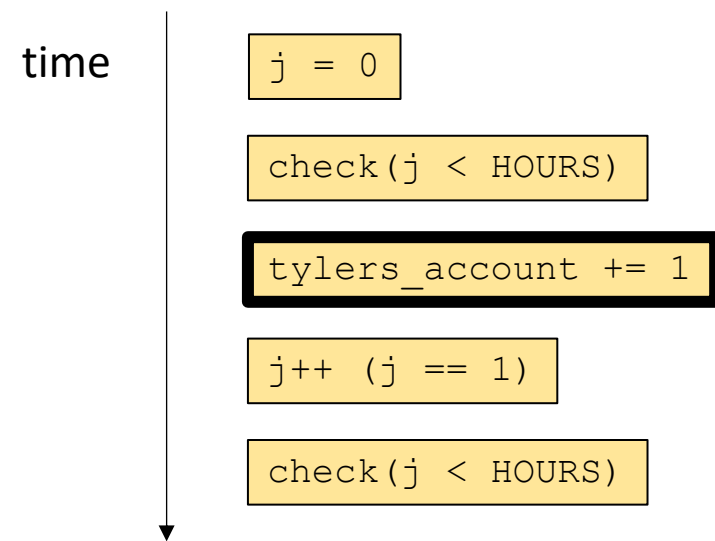 time
j = 0
check(j < HOURS)
tylers_account += 1
j++ (j == 1)
check(j < HOURS)